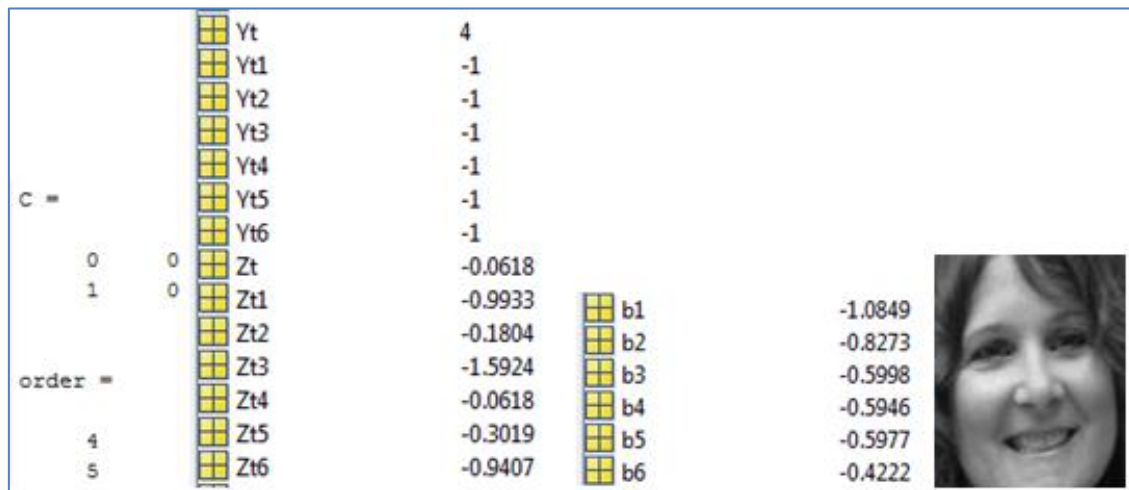 C =
0 0
1 0
order =
4
5
Yt 4
Yt1 -1
Yt2 -1
Yt3 -1
Yt4 -1
Yt5 -1
Yt6 -1
Zt -0.0618
Zt1 -0.9933
Zt2 -0.1804
Zt3 -1.5924
Zt4 -0.0618
Zt5 -0.3019
Zt6 -0.9407
b1 -1.0849
b2 -0.8273
b3 -0.5998
b4 -0.5946
b5 -0.5977
b6 -0.4222